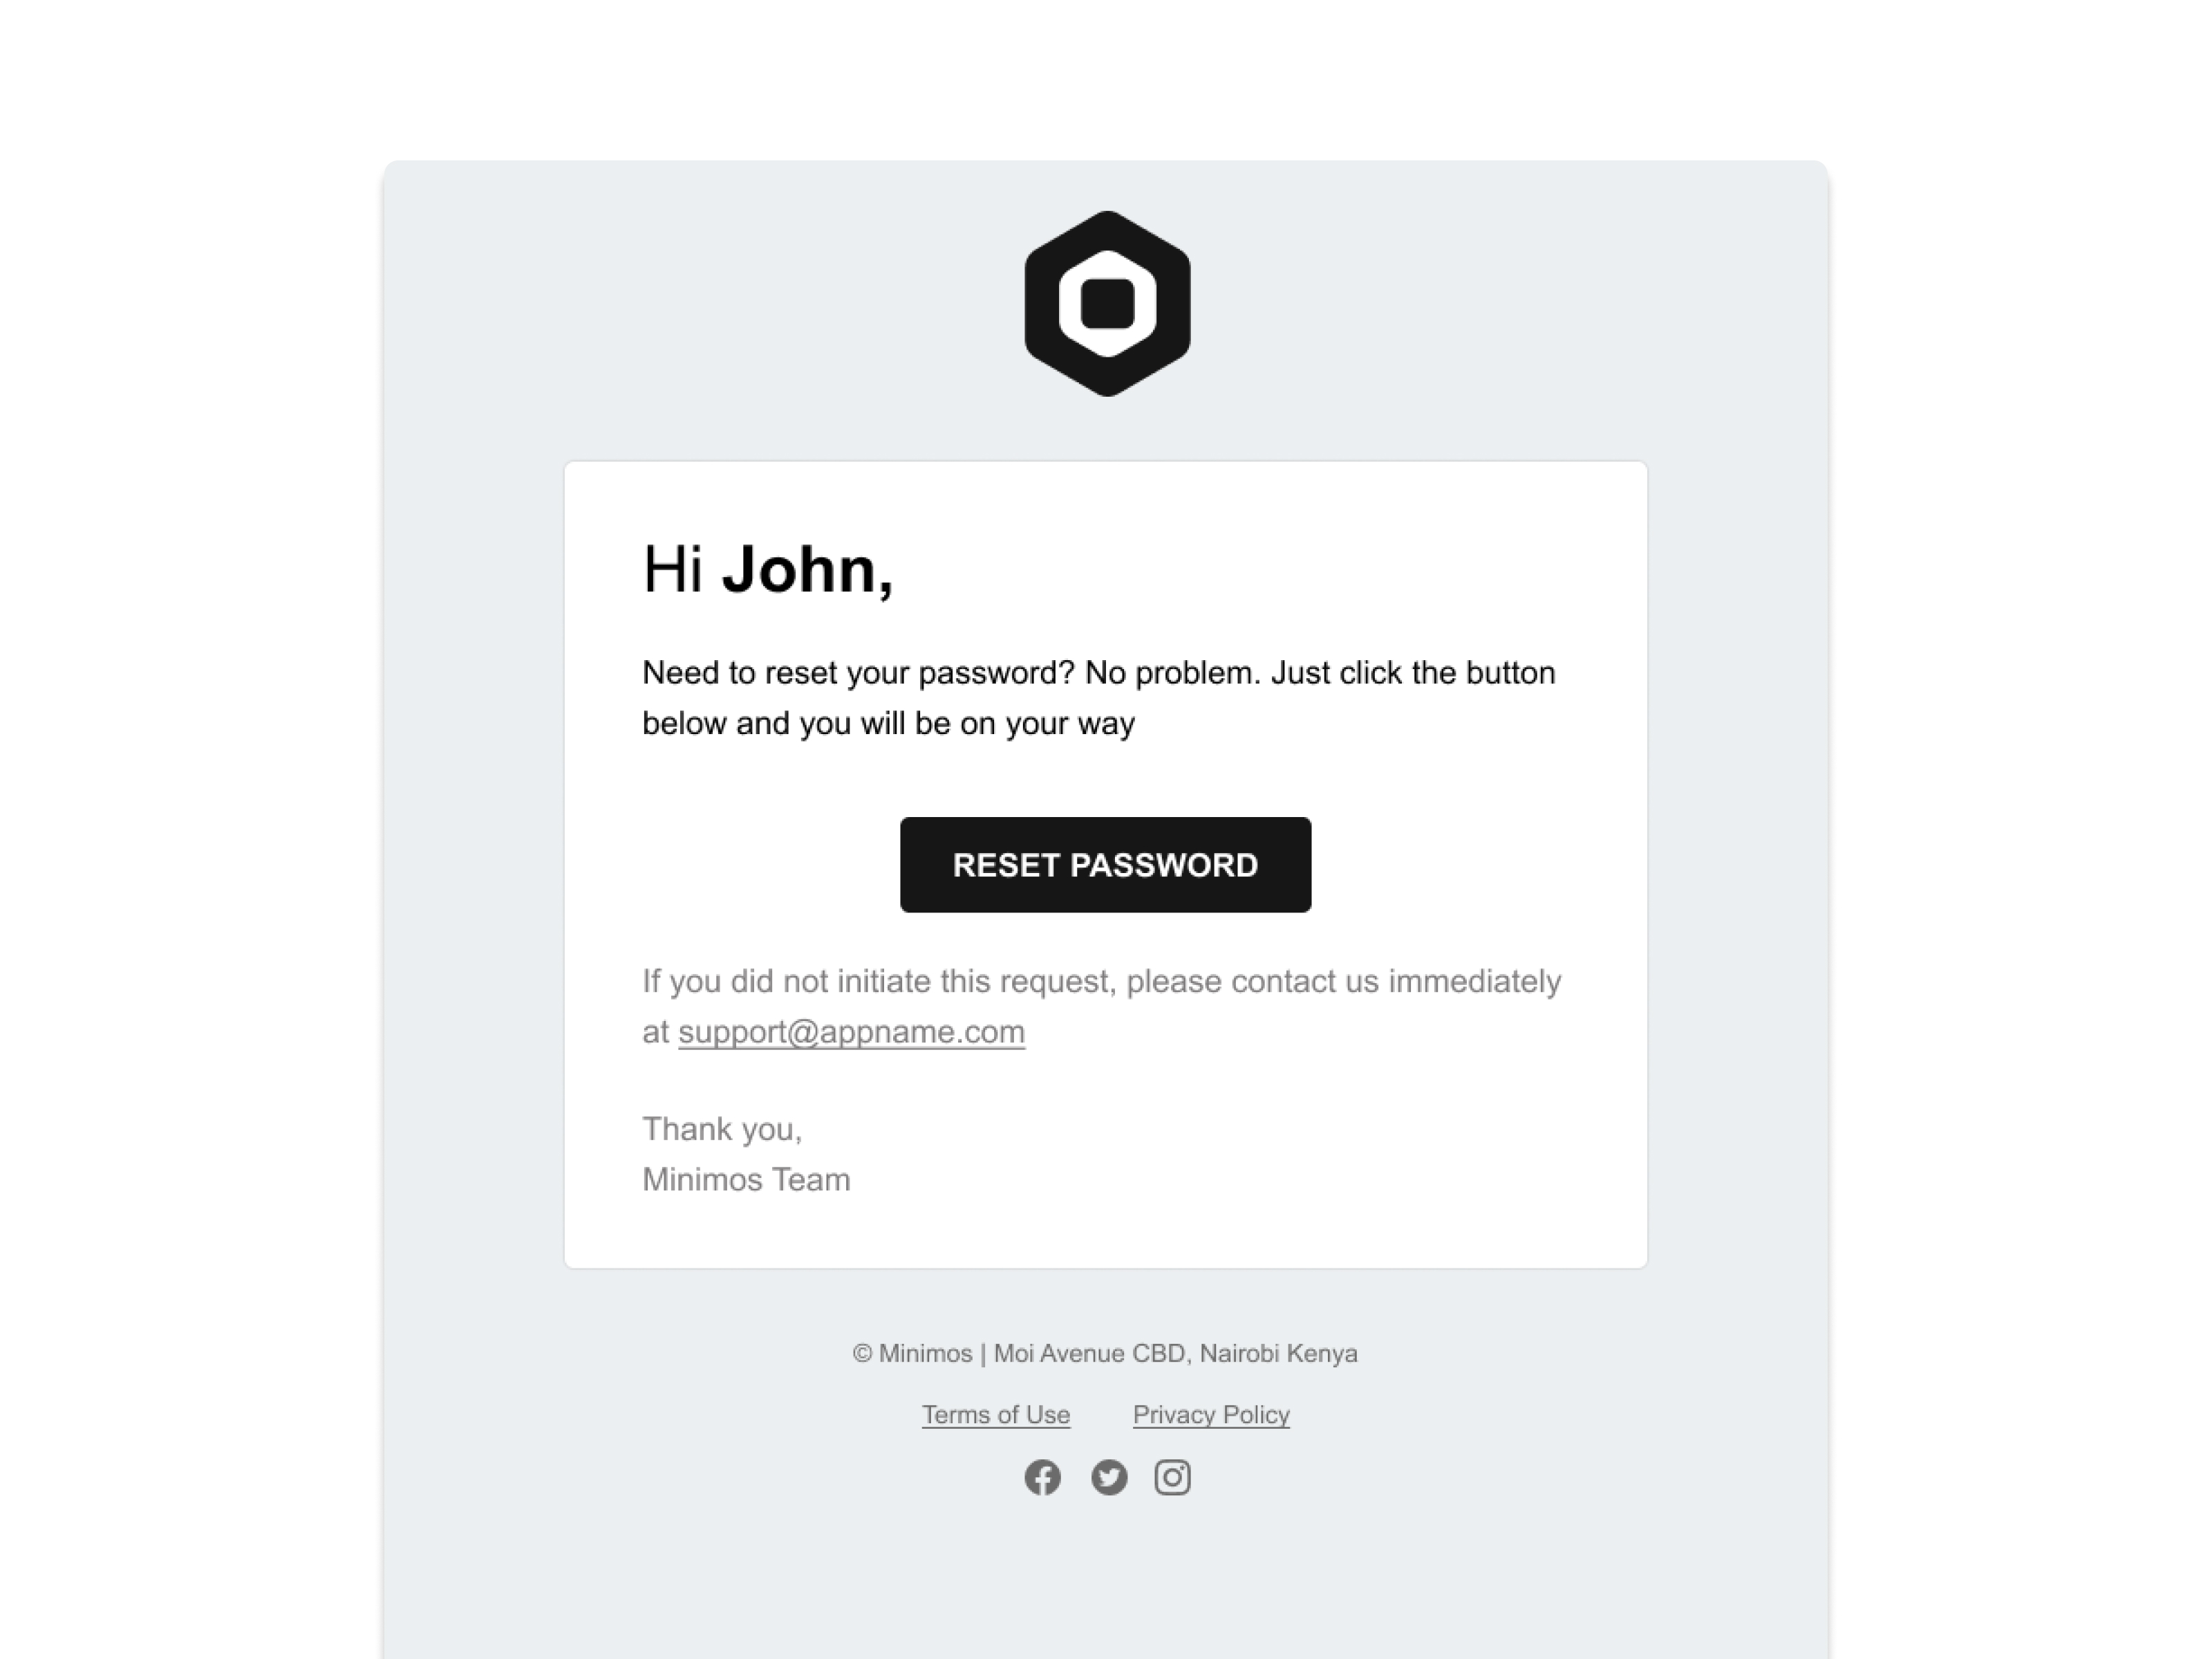 Hi John,
Need to reset your password? No problem. Just click the button
below and you will be on your way
RESET PASSWORD
If you did not initiate this request, please contact us immediately
at support@appname.com
Thank you,
Minimos Team
© Minimos | Moi Avenue CBD, Nairobi Kenya
Terms of Use Privacy Policy